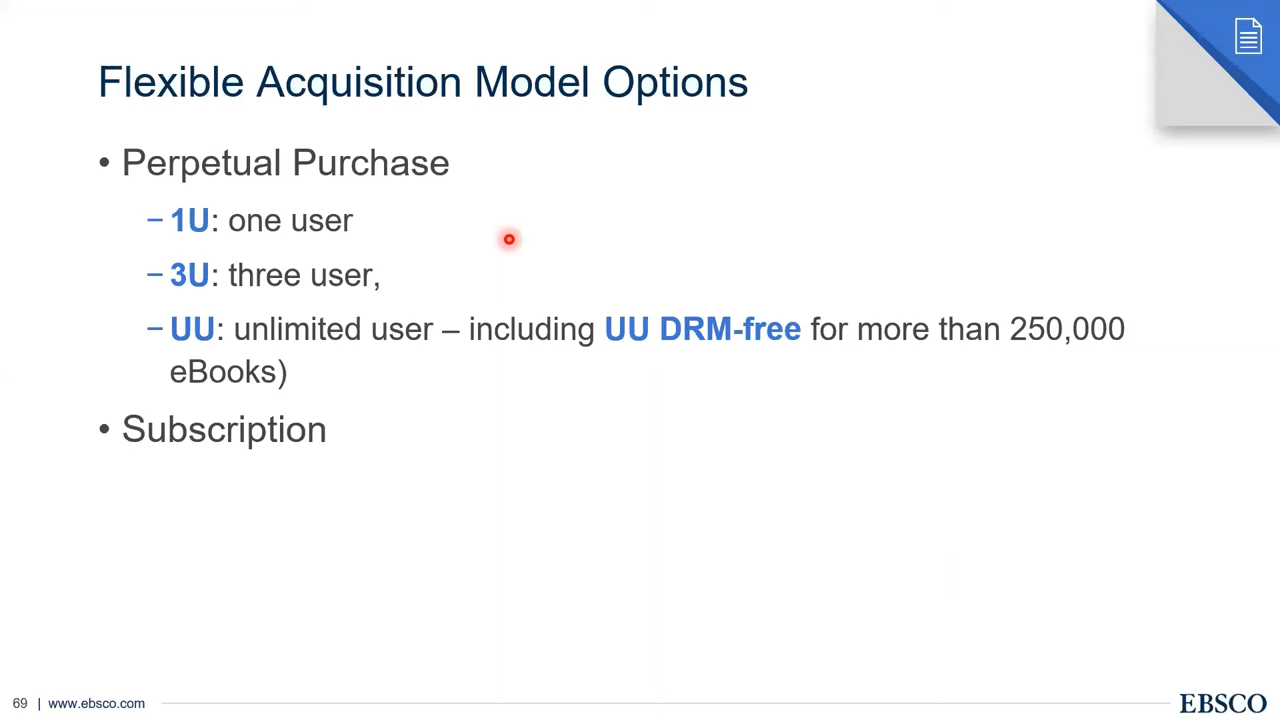 Flexible Acquisition Model Options
• Perpetual Purchase
– 1U: one user
– 3U: three user,
– UU: unlimited user – including UU DRM-free for more than 250,000
eBooks)
• Subscription
69 | www.ebsco.com
EBSCO